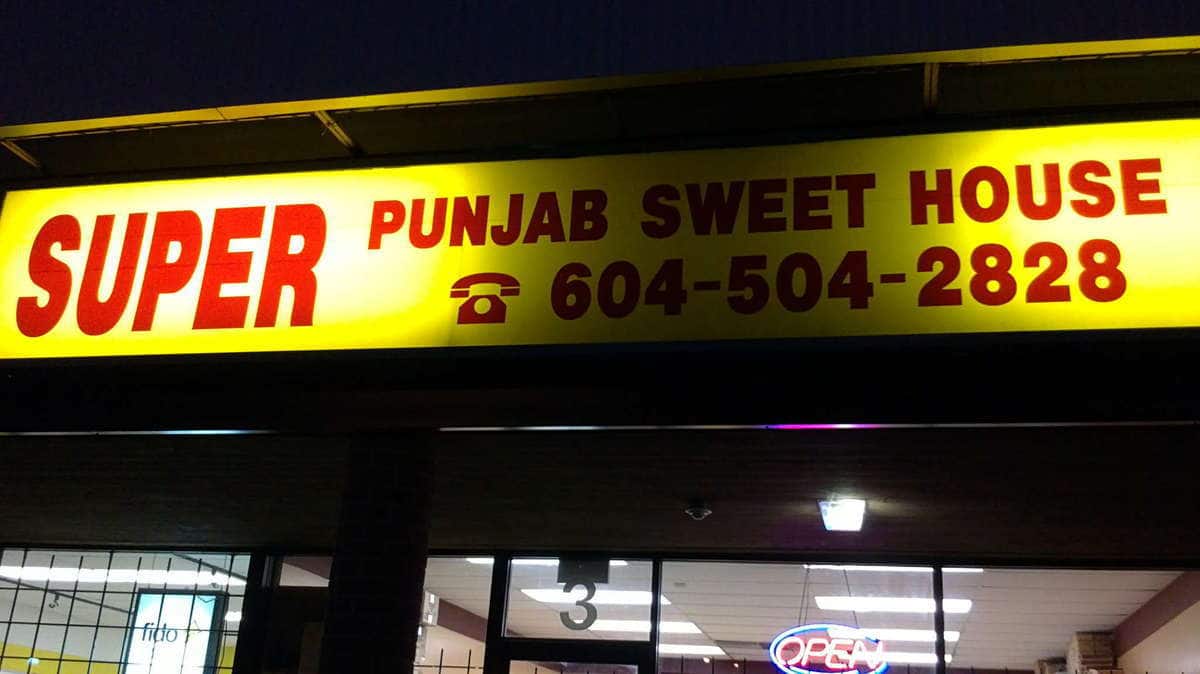 SUPER PUNJAB SWEET HOUSE
604-504-2828
3
fido
OPEN